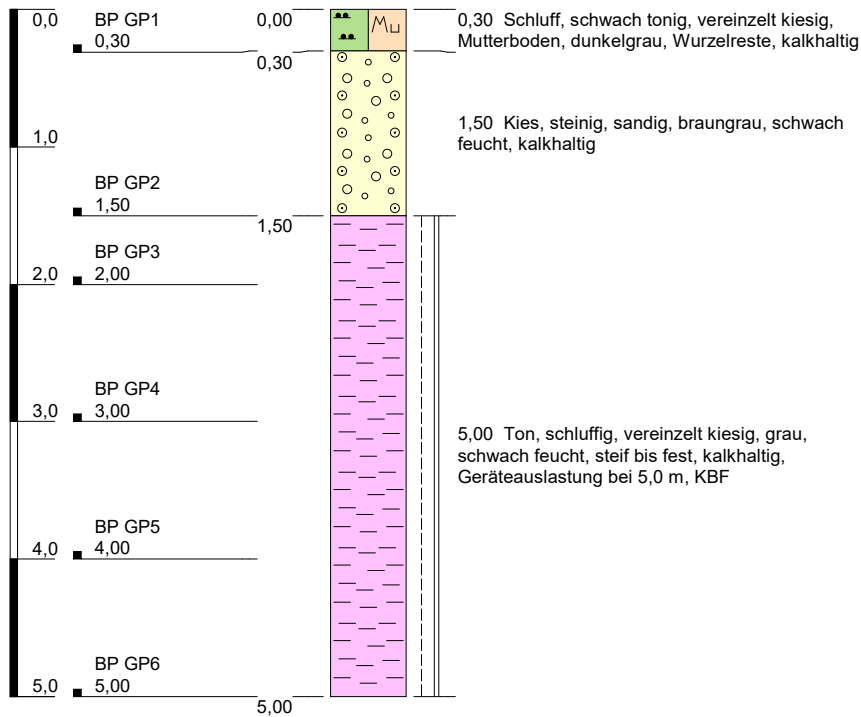 0,0
BP GP1
0,30
0,00
Mu
0,30 Schluff, schwach tonig, vereinzelt kiesig,
Mutterboden, dunkelgrau, Wurzelreste, kalkhaltig
0,30
1,50 Kies, steinig, sandig, braungrau, schwach
feucht, kalkhaltig
1,0
BP GP2
1,50
1,50
BP GP3
2,0
2,00
BP GP4
3,0
3,00
5,00 Ton, schluffig, vereinzelt kiesig, grau,
schwach feucht, steif bis fest, kalkhaltig,
Geräteauslastung bei 5,0 m, KBF
BP GP5
4,0
4,00
BP GP6
5,0
5,00
5,00